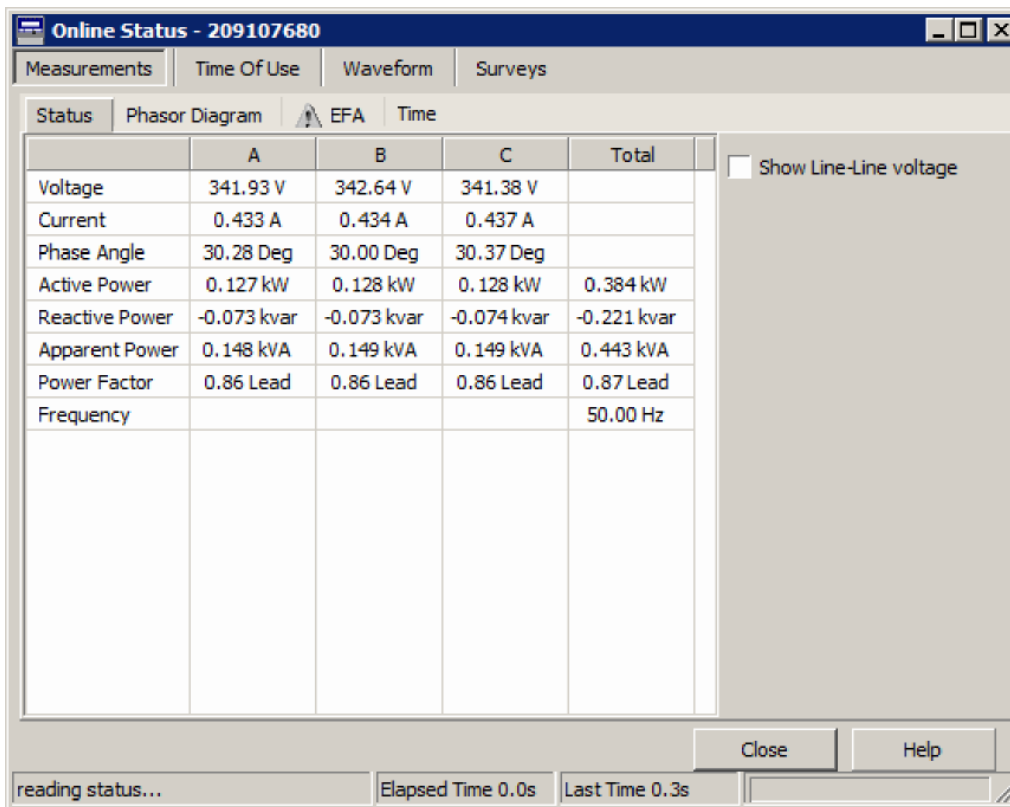 Online Status - 209107680
Measurements Time Of Use Waveform Surveys
Status Phasor Diagram EFA Time
A B C Total
Show Line-Line voltage
Voltage 341.93 V 342.64 V 341.38 V
Current 0.433 A 0.434 A 0.437 A
Phase Angle 30.28 Deg 30.00 Deg 30.37 Deg
Active Power 0.127 kW 0.128 kW 0.128 kW 0.384 kW
Reactive Power -0.073 kvar -0.073 kvar -0.074 kvar -0.221 kvar
Apparent Power 0.148 kVA 0.149 kVA 0.149 kVA 0.443 kVA
Power Factor 0.86 Lead 0.86 Lead 0.86 Lead 0.87 Lead
Frequency 50.00 Hz
Close Help
reading status... Elapsed Time 0.0s Last Time 0.3s